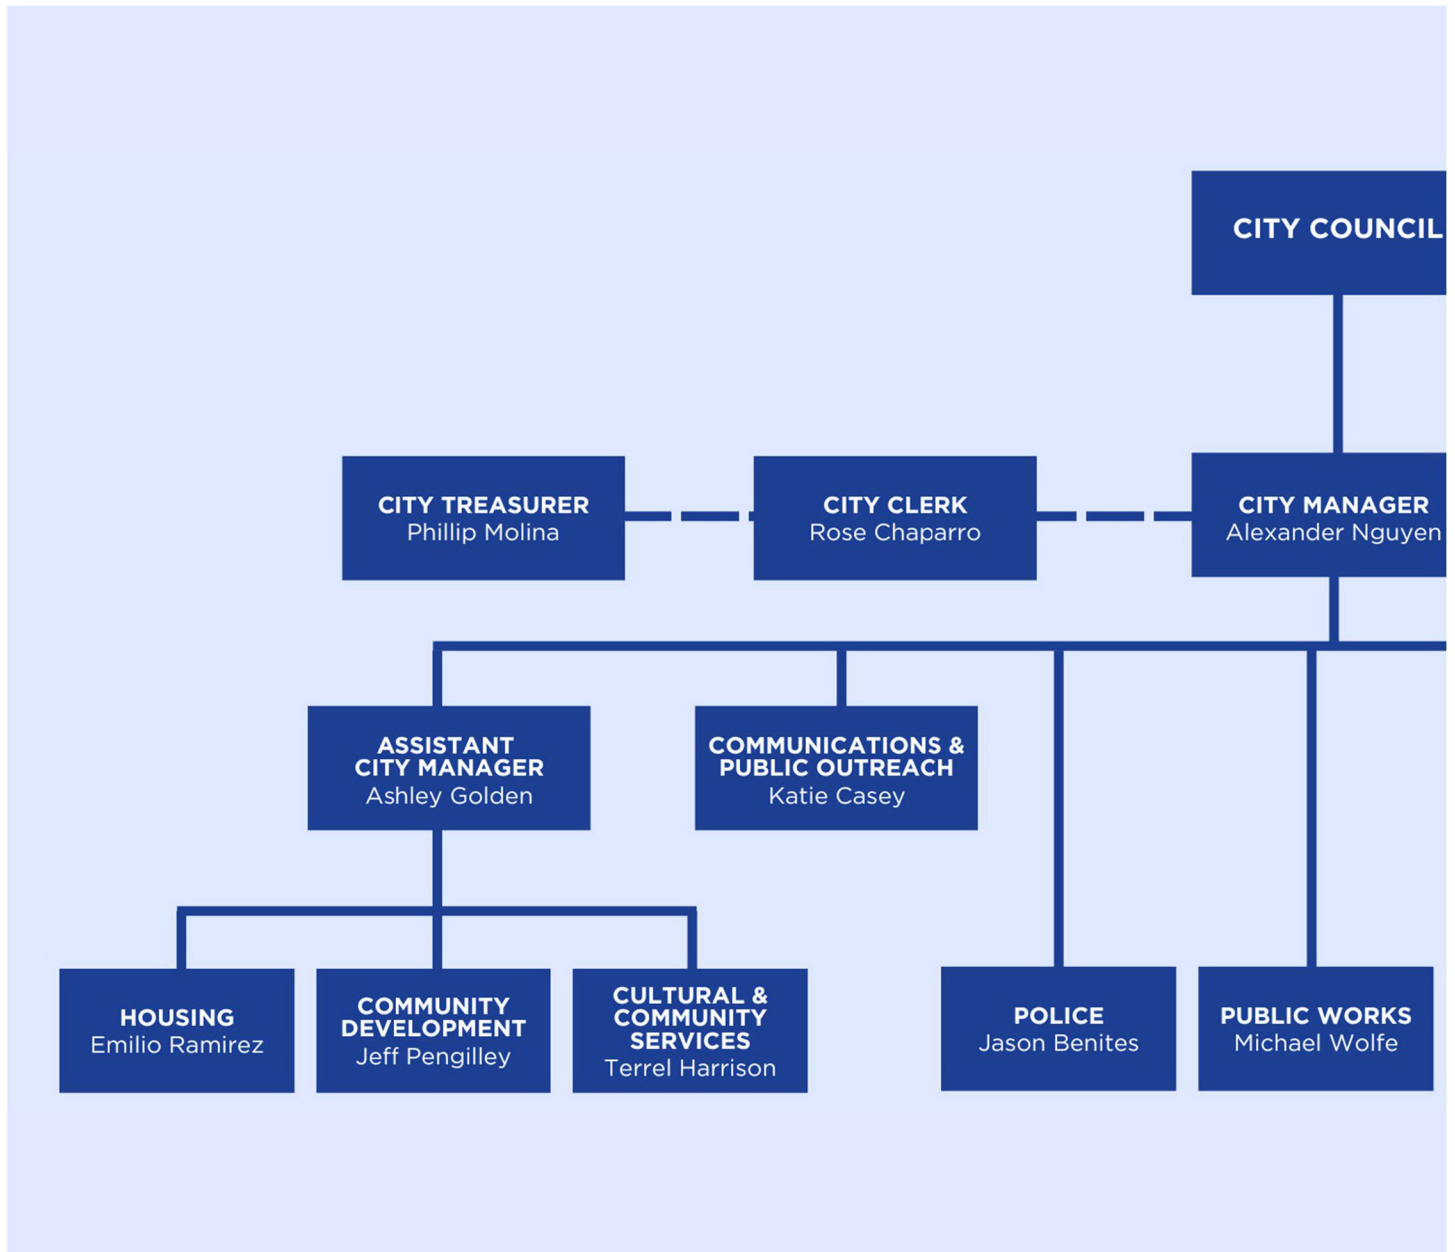 CITY COUNCIL
CITY TREASURER
Phillip Molina
CITY CLERK
Rose Chaparro
CITY MANAGER
Alexander Nguyen
ASSISTANT
CITY MANAGER
Ashley Golden
COMMUNICATIONS &
PUBLIC OUTREACH
Katie Casey
HOUSING
Emilio Ramirez
COMMUNITY
DEVELOPMENT
Jeff Pengilley
CULTURAL &
COMMUNITY
SERVICES
Terrel Harrison
POLICE
Jason Benites
PUBLIC WORKS
Michael Wolfe